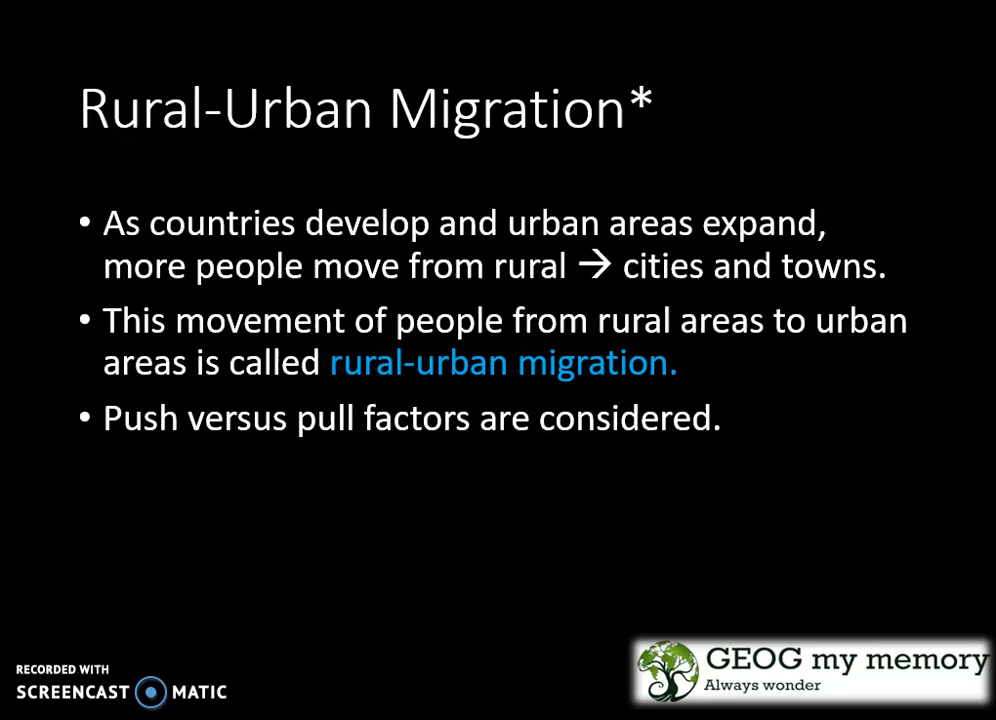 Rural-Urban Migration*
• As countries develop and urban areas expand,
more people move from rural → cities and towns.
• This movement of people from rural areas to urban
areas is called rural-urban migration.
• Push versus pull factors are considered.
RECORDED WITH
SCREENCAST MATIC
GEOG my memory
Always wonder